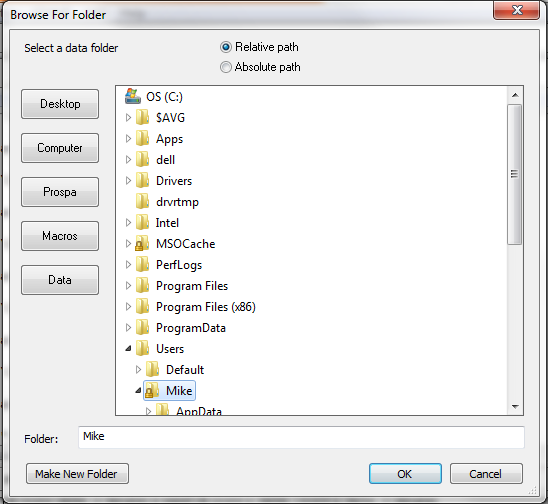 Browse For Folder
Select a data folder
Relative path
Absolute path
Desktop
Computer
Prospa
Macros
Data
OS (C:)
$AVG
Apps
dell
Drivers
drvrtmp
Intel
MSOCache
PerfLogs
Program Files
Program Files (x86)
ProgramData
Users
Default
Mike
AppData
Folder: Mike
Make New Folder OK Cancel